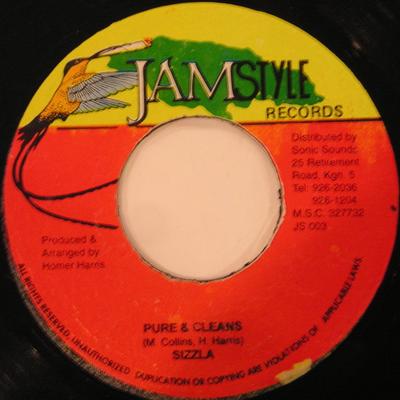 JAMSTYLE
RECORDS
Distributed by
Sonic Sounds
25 Retirement
Road, Kgn. 5
Tel: 926-2036
926-1204
M.S.C. 327732
JS 003
Produced &
Arranged by
Homer Harris
PURE & CLEANS
(M. Collins, H. Harris)
SIZZLA
ALL RIGHTS RESERVED. UNAUTHORIZED DUPLICATION OR COPYING ARE VIOLATIONS OF APPLICABLE LAWS